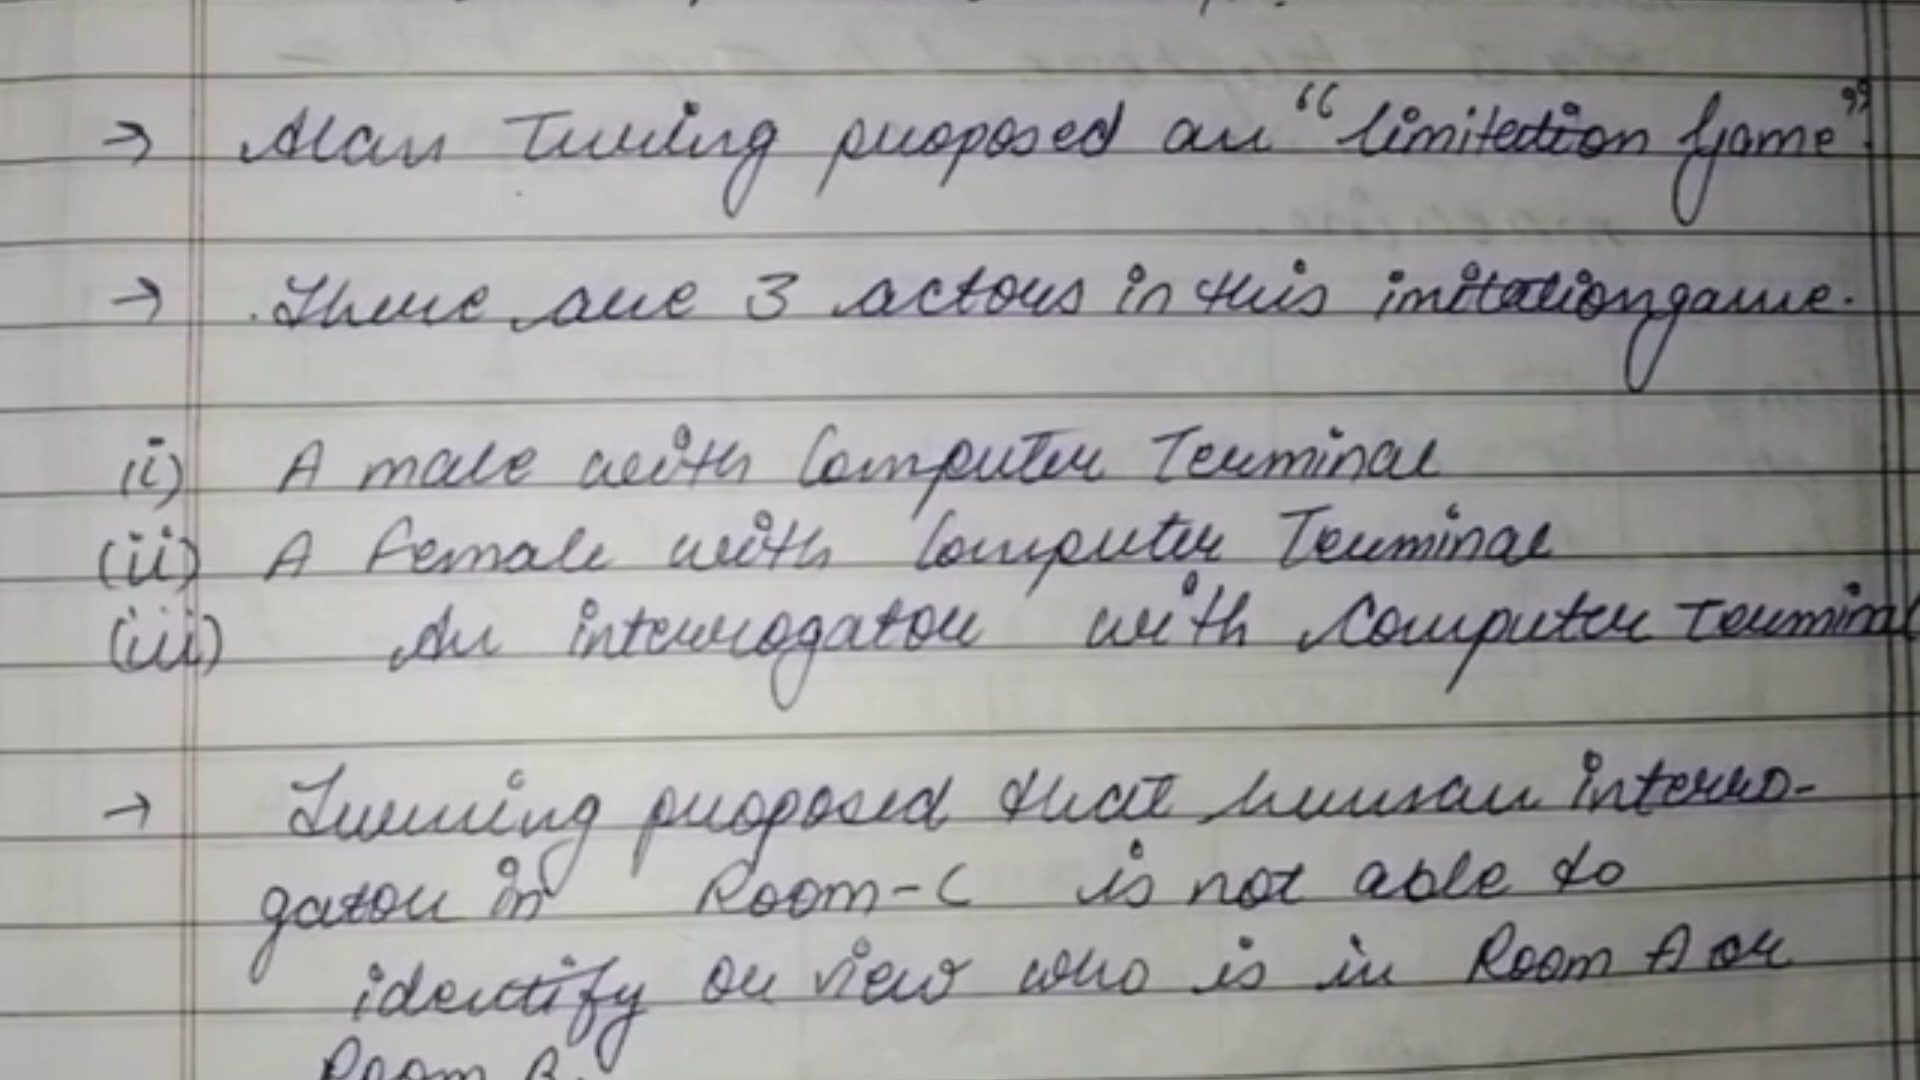 → Alan Turing proposed an "limitation Game".
→ There are 3 actors in this imitation game.
(i) A male with Computer Terminal
(ii) A female with Computer Terminal
(iii) An interrogator with Computer Terminal
→ Turning proposed that human interro-
gator in Room-C is not able to
identify or view who is in Room A or
Room B.